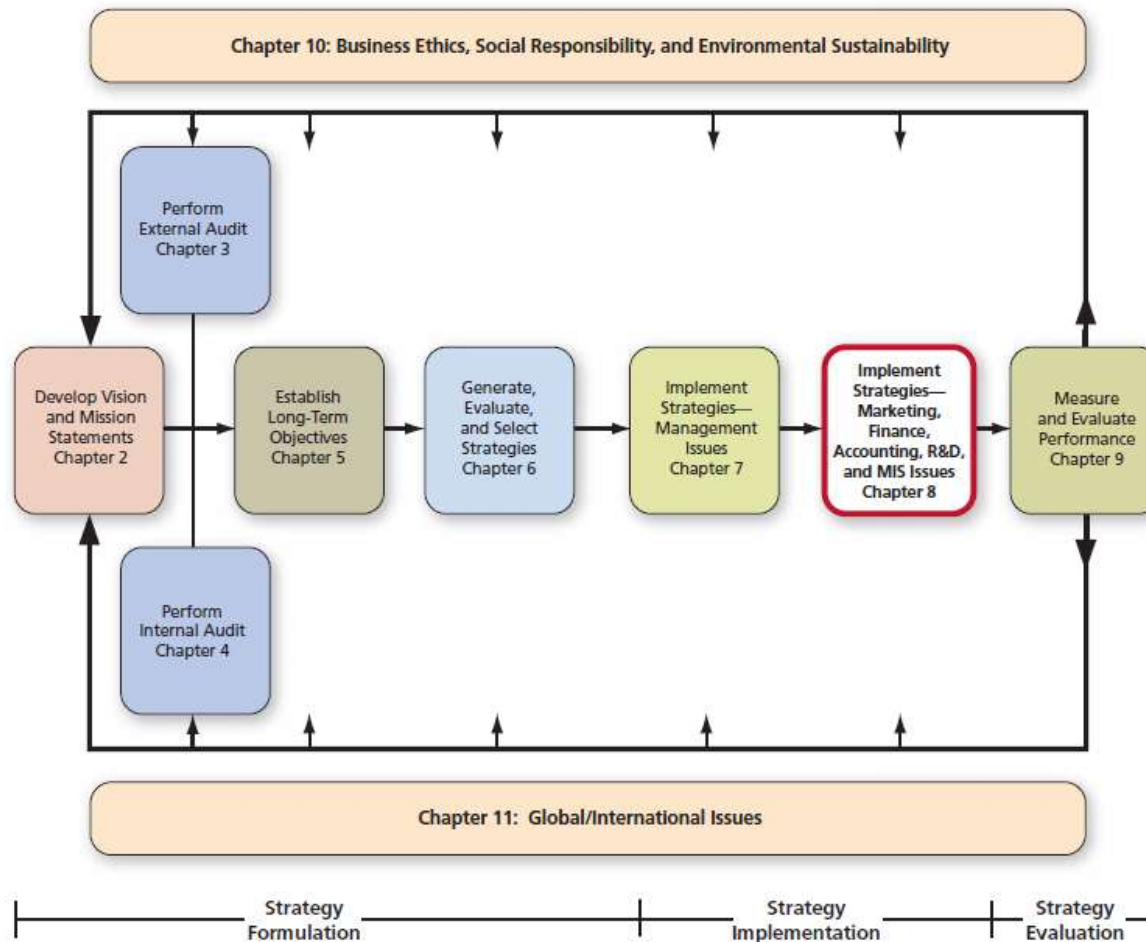 Chapter 10: Business Ethics, Social Responsibility, and Environmental Sustainability
Perform
External Audit
Chapter 3
Develop Vision
and Mission
Statements
Chapter 2
Establish
Long-Term
Objectives
Chapter 5
Generate,
Evaluate,
and Select
Strategies
Chapter 6
Implement
Strategies—
Management
Issues
Chapter 7
Implement
Strategies—
Marketing,
Finance,
Accounting, R&D,
and MIS Issues
Chapter 8
Measure
and Evaluate
Performance
Chapter 9
Perform
Internal Audit
Chapter 4
Chapter 11: Global/International Issues
Strategy
Formulation
Strategy
Implementation
Strategy
Evaluation